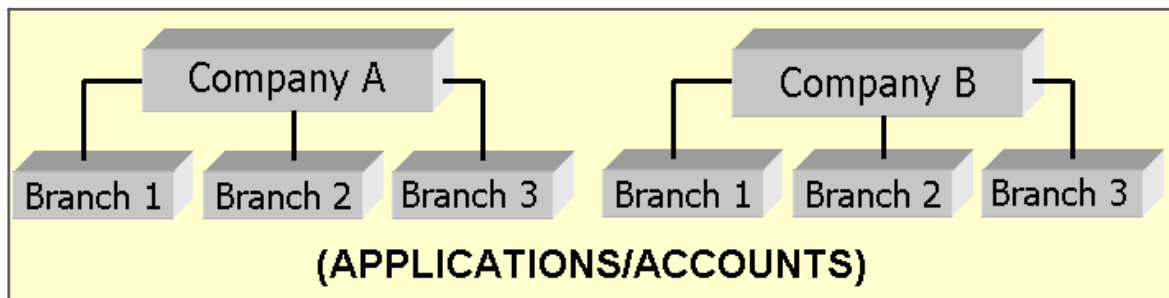 Company A
Company B
Branch 1
Branch 2
Branch 3
Branch 1
Branch 2
Branch 3
(APPLICATIONS/ACCOUNTS)